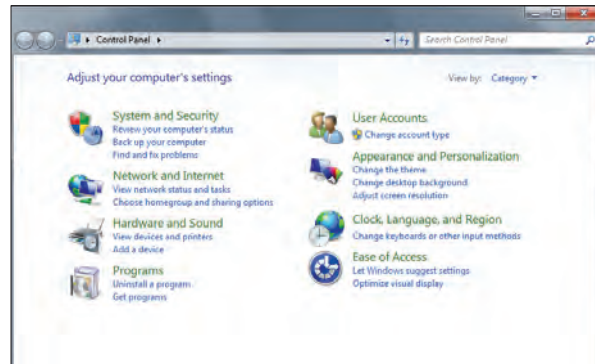 Control Panel
Search Control Panel
Adjust your computer's settings
View by: Category
System and Security
Review your computer's status
Back up your computer
Find and fix problems
Network and Internet
View network status and tasks
Choose homegroup and sharing options
Hardware and Sound
View devices and printers
Add a device
Programs
Uninstall a program
Get programs
User Accounts
Change account type
Appearance and Personalization
Change the theme
Change desktop background
Adjust screen resolution
Clock, Language, and Region
Change keyboards or other input methods
Ease of Access
Let Windows suggest settings
Optimize visual display